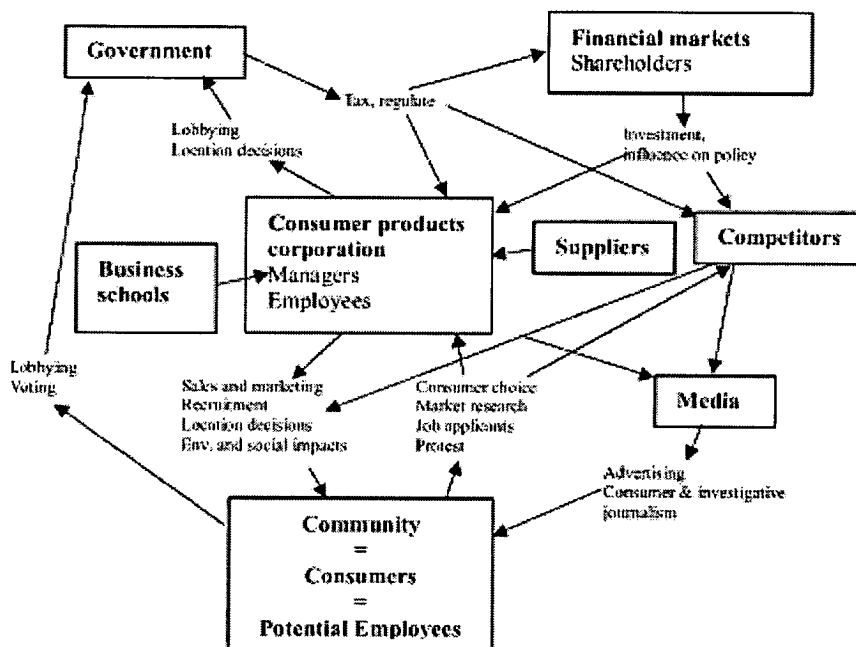 Government
Financial markets
Shareholders
Tax, regulate
Lobbying
Location decisions
Investment,
influence on policy
Consumer products
corporation
Managers
Employees
Suppliers
Competitors
Business
schools
Lobbying
Voting
Sales and marketing
Recruitment
Location decisions
Env. and social impacts
Consumer choice
Market research
Job applicants
Protest
Media
Advertising
Consumer & investigative
journalism
Community
=
Consumers
=
Potential Employees